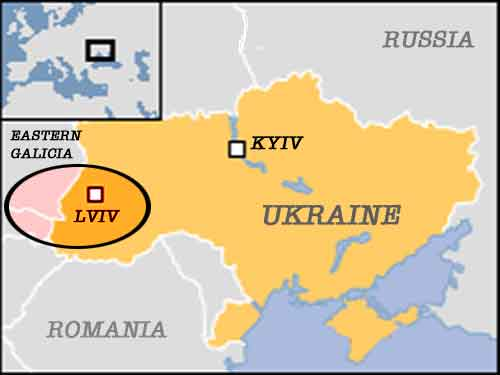 RUSSIA
EASTERN
GALICIA
KYIV
LVIV
UKRAINE
ROMANIA